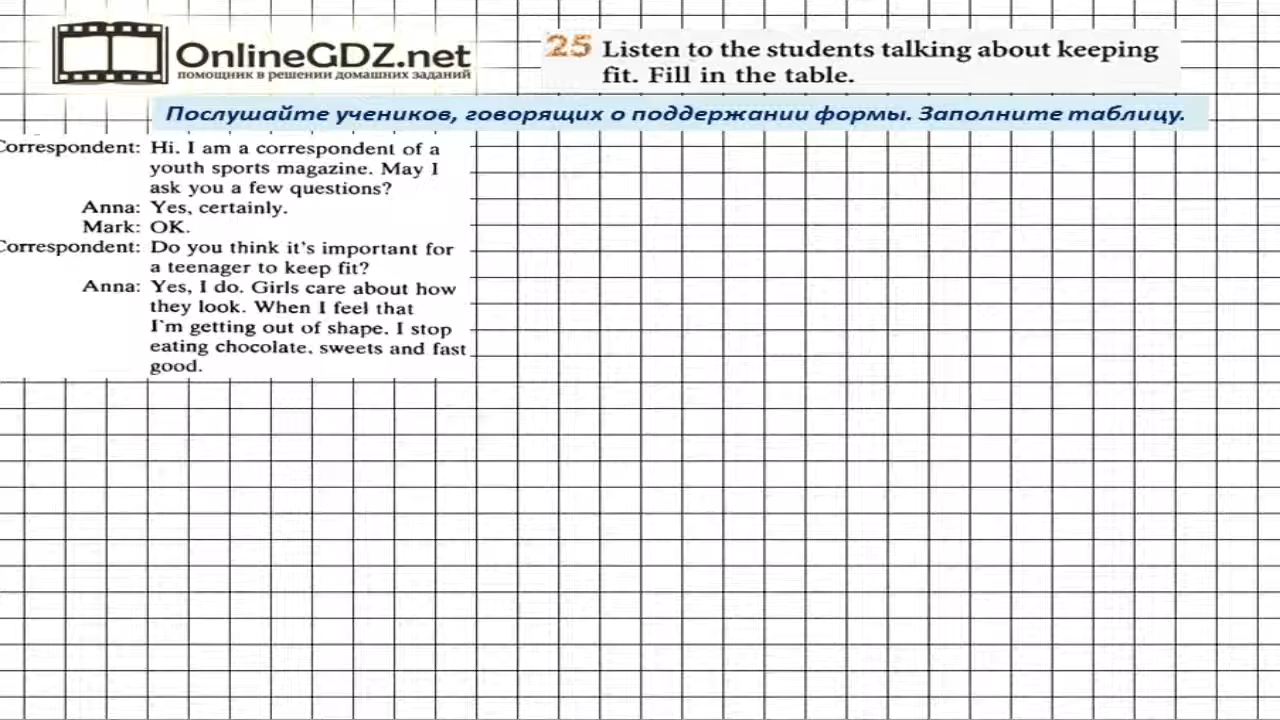 OnlineGDZ.net
помощник в решении домашних заданий
25 Listen to the students talking about keeping
fit. Fill in the table.
Послушайте учеников, говорящих о поддержании формы. Заполните таблицу.
Correspondent: Hi. I am a correspondent of a
youth sports magazine. May I
ask you a few questions?
Anna: Yes, certainly.
Mark: OK.
Correspondent: Do you think it's important for
a teenager to keep fit?
Anna: Yes, I do. Girls care about how
they look. When I feel that
I'm getting out of shape, I stop
eating chocolate, sweets and fast
good.